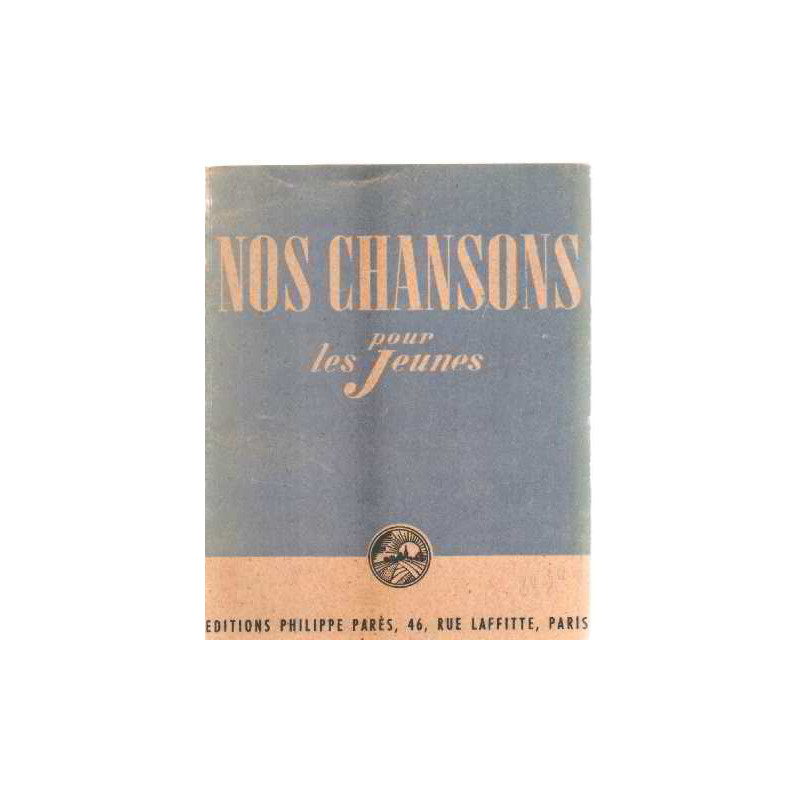 NOS CHANSONS
pour
les Jeunes
EDITIONS PHILIPPE PARÈS, 46, RUE LAFFITTE, PARIS